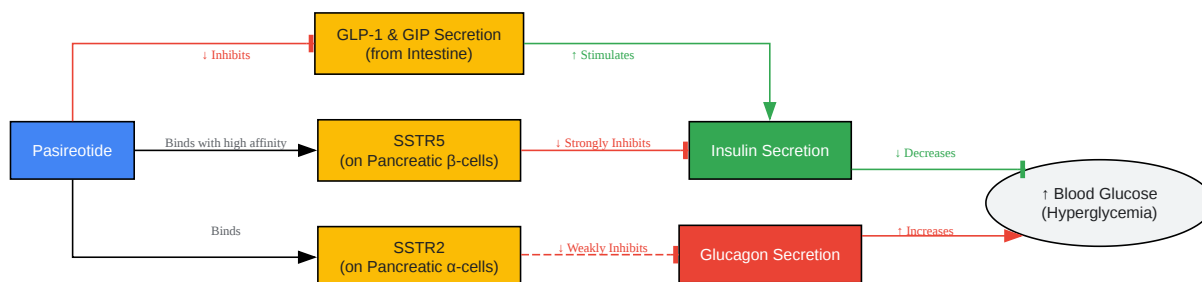 GLP-1 & GIP Secretion
(from Intestine)
↓ Inhibits
↑ Stimulates
Pasireotide
Binds with high affinity
SSTR5
(on Pancreatic β-cells)
↓ Strongly Inhibits
Insulin Secretion
↓ Decreases
↑ Blood Glucose
(Hyperglycemia)
Binds
SSTR2
(on Pancreatic α-cells)
↓ Weakly Inhibits
Glucagon Secretion
↑ Increases